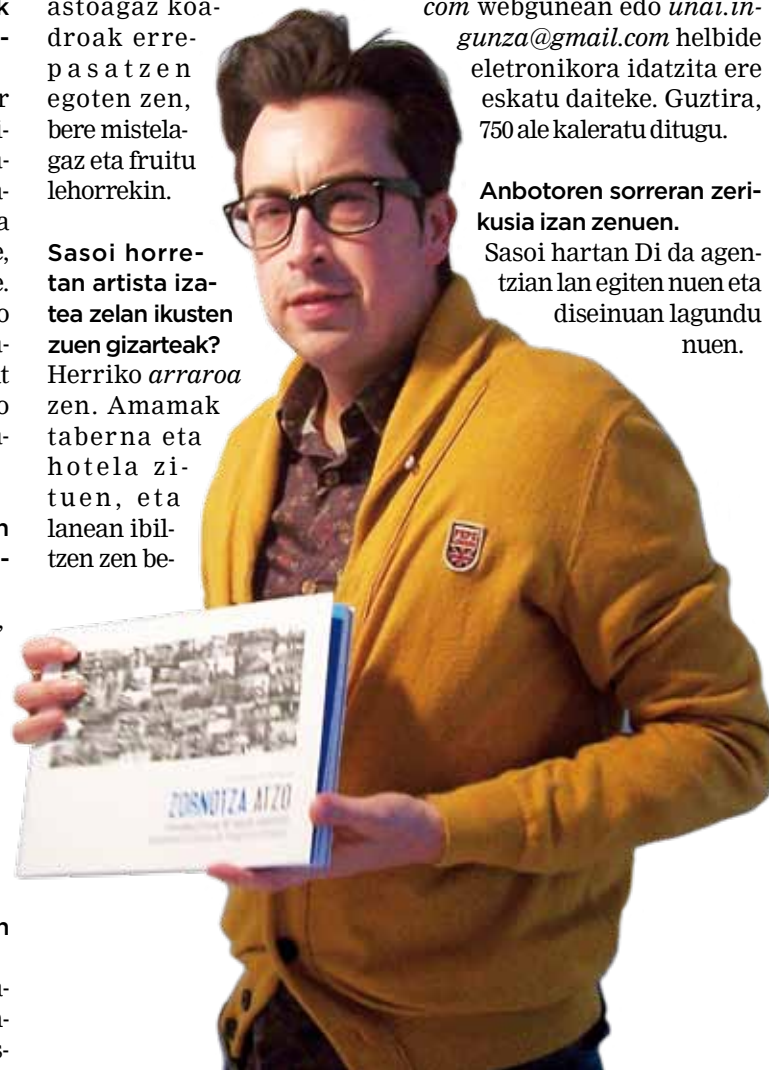 k
-
r
i-
a-
a-
a
e,
e.
o
a-
t
o
a-
n
-
,
n
a-
a-
s-
astoagaz koa-
droak erre-
pasatzen
egoten zen,
bere mistela-
gaz eta fruitu
lehorrekin.
Sasoi horre-
tan artista iza-
tea zelan ikusten
zuen gizarteak?
Herriko arraroa
zen. Amamak
taberna eta
hotela zi-
tuen, eta
lanean ibil-
tzen zen be-
com webgunean edo unai.in-
gunza@gmail.com helbide
eletronikora idatzita ere
eskatu daiteke. Guztira,
750 ale kaleratu ditugu.
Anbotoren sorreran zeri-
kusia izan zenuen.
Sasoi hartan Di da agen-
tzian lan egiten nuen eta
diseinuan lagundu
nuen.
ZORNOTZA ATZO